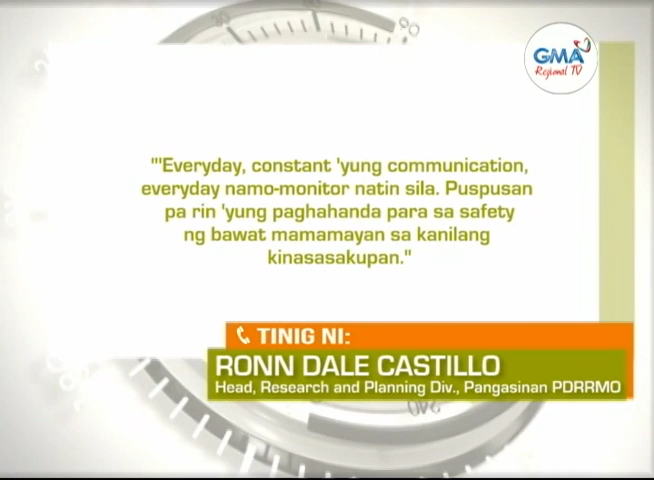 GMA
Regional TV
"'Everyday, constant 'yung communication,
everyday namo-monitor natin sila. Puspusan
pa rin 'yung paghahanda para sa safety
ng bawat mamamayan sa kanilang
kinasasakupan."
TINIG NI:
RONN DALE CASTILLO
Head, Research and Planning Div., Pangasinan PDRRMO